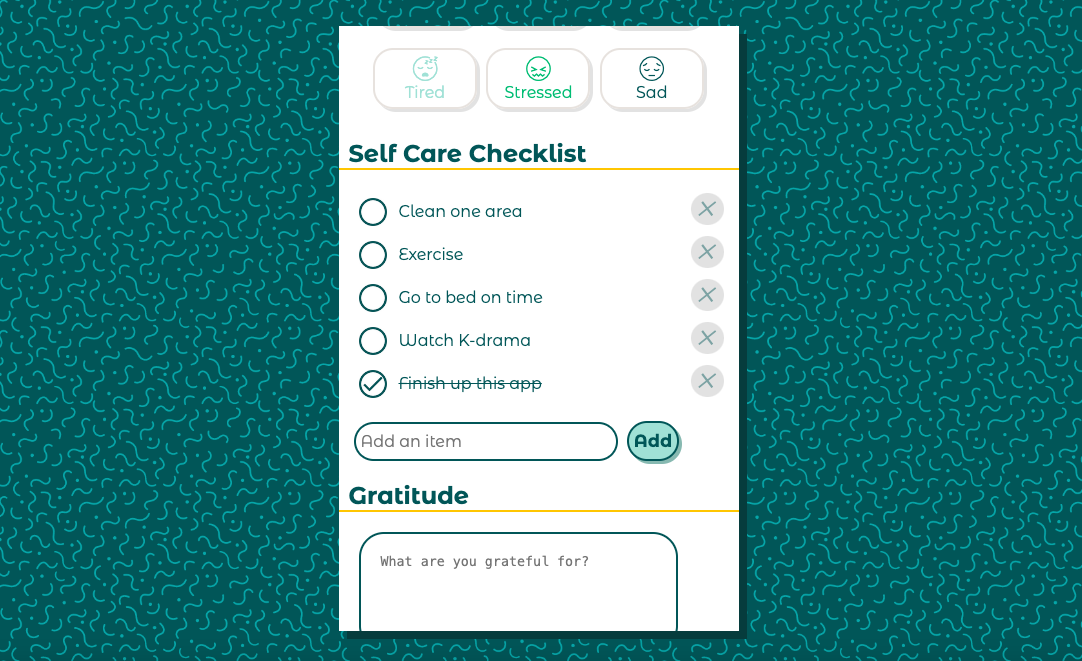 Tired Stressed Sad
Self Care Checklist
Clean one area
Exercise
Go to bed on time
Watch K-drama
Finish up this app
Add an item Add
Gratitude
What are you grateful for?